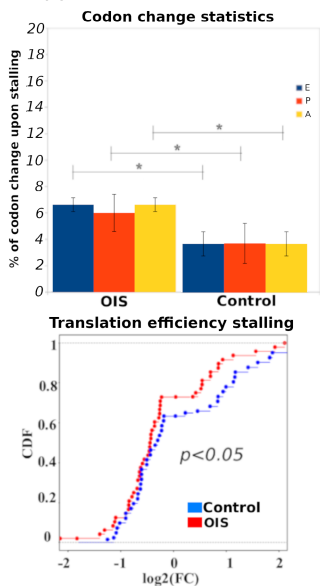 Codon change statistics
% of codon change upon stalling
20
18
16
14
12
10
8
6
4
2
0
E
P
A
*
*
*
OIS Control
Translation efficiency stalling
CDF
1
0.8
0.6
0.4
0.2
0
p<0.05
Control
OIS
-2 -1 0 1 2
log2(FC)